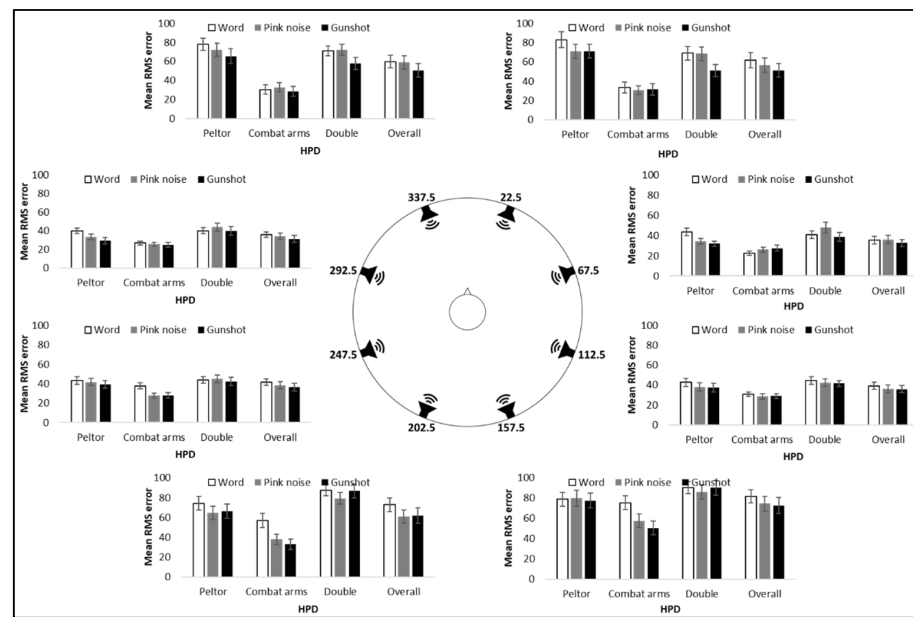 Word Pink noise Gunshot
100
80
60
40
20
0
Mean RMS error
Peltor Combat arms Double Overall
HPD
Word Pink noise Gunshot
100
80
60
40
20
0
Mean RMS error
Peltor Combat arms Double Overall
HPD
Word Pink noise Gunshot
100
80
60
40
20
0
Mean RMS error
Peltor Combat arms Double Overall
HPD
337.5 22.5
292.5 67.5
247.5 112.5
202.5 157.5
Word Pink noise Gunshot
100
80
60
40
20
0
Mean RMS error
Peltor Combat arms Double Overall
HPD
Word Pink noise Gunshot
100
80
60
40
20
0
Mean RMS error
Peltor Combat arms Double Overall
HPD
Word Pink noise Gunshot
100
80
60
40
20
0
Mean RMS error
Peltor Combat arms Double Overall
HPD
Word Pink noise Gunshot
100
80
60
40
20
0
Mean RMS error
Peltor Combat arms Double Overall
HPD
Word Pink noise Gunshot
100
80
60
40
20
0
Mean RMS error
Peltor Combat arms Double Overall
HPD